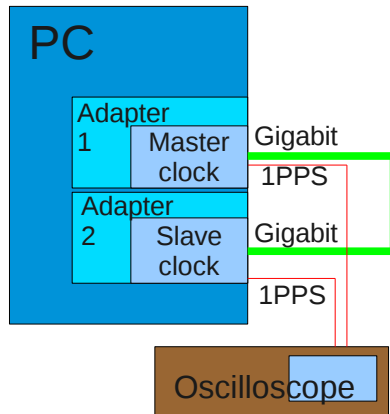 PC
Adapter
1
Master
clock
Gigabit
1PPS
Adapter
2
Slave
clock
Gigabit
1PPS
Oscilloscope